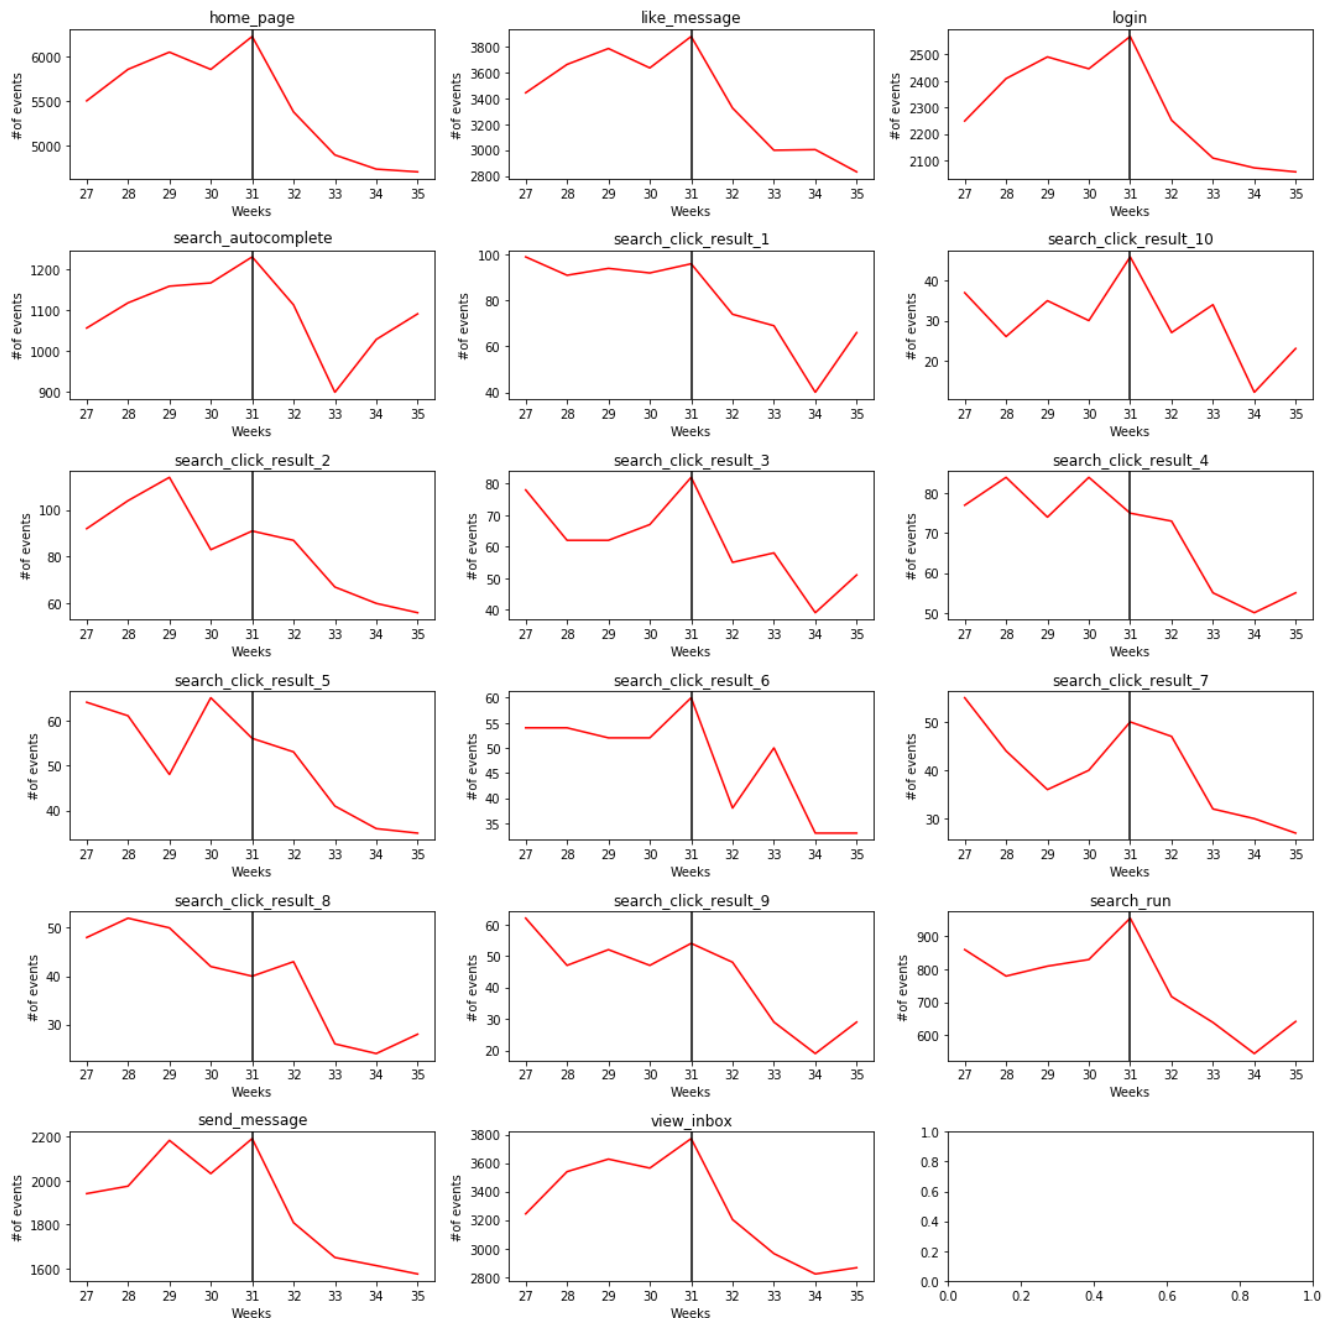 home_page
#of events
6000
5500
5000
27 28 29 30 31 32 33 34 35
Weeks
like_message
#of events
3800
3600
3400
3200
3000
2800
27 28 29 30 31 32 33 34 35
Weeks
login
#of events
2500
2400
2300
2200
2100
27 28 29 30 31 32 33 34 35
Weeks
search_autocomplete
#of events
1200
1100
1000
900
27 28 29 30 31 32 33 34 35
Weeks
search_click_result_1
#of events
100
80
60
40
27 28 29 30 31 32 33 34 35
Weeks
search_click_result_10
#of events
40
30
20
27 28 29 30 31 32 33 34 35
Weeks
search_click_result_2
#of events
100
80
60
27 28 29 30 31 32 33 34 35
Weeks
search_click_result_3
#of events
80
70
60
50
40
27 28 29 30 31 32 33 34 35
Weeks
search_click_result_4
#of events
80
70
60
50
27 28 29 30 31 32 33 34 35
Weeks
search_click_result_5
#of events
60
50
40
27 28 29 30 31 32 33 34 35
Weeks
search_click_result_6
#of events
60
55
50
45
40
35
27 28 29 30 31 32 33 34 35
Weeks
search_click_result_7
#of events
50
40
30
27 28 29 30 31 32 33 34 35
Weeks
search_click_result_8
#of events
50
40
30
27 28 29 30 31 32 33 34 35
Weeks
search_click_result_9
#of events
60
50
40
30
20
27 28 29 30 31 32 33 34 35
Weeks
search_run
#of events
900
800
700
600
27 28 29 30 31 32 33 34 35
Weeks
send_message
#of events
2200
2000
1800
1600
27 28 29 30 31 32 33 34 35
Weeks
view_inbox
#of events
3800
3600
3400
3200
3000
2800
27 28 29 30 31 32 33 34 35
Weeks
1.0
0.8
0.6
0.4
0.2
0.0
0.0 0.2 0.4 0.6 0.8 1.0